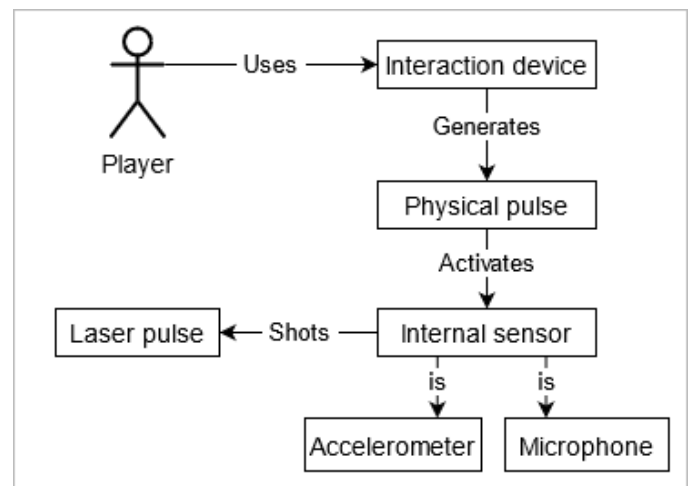 Uses
Interaction device
Player
Generates
Physical pulse
Activates
Laser pulse
Shots
Internal sensor
is
is
Accelerometer
Microphone